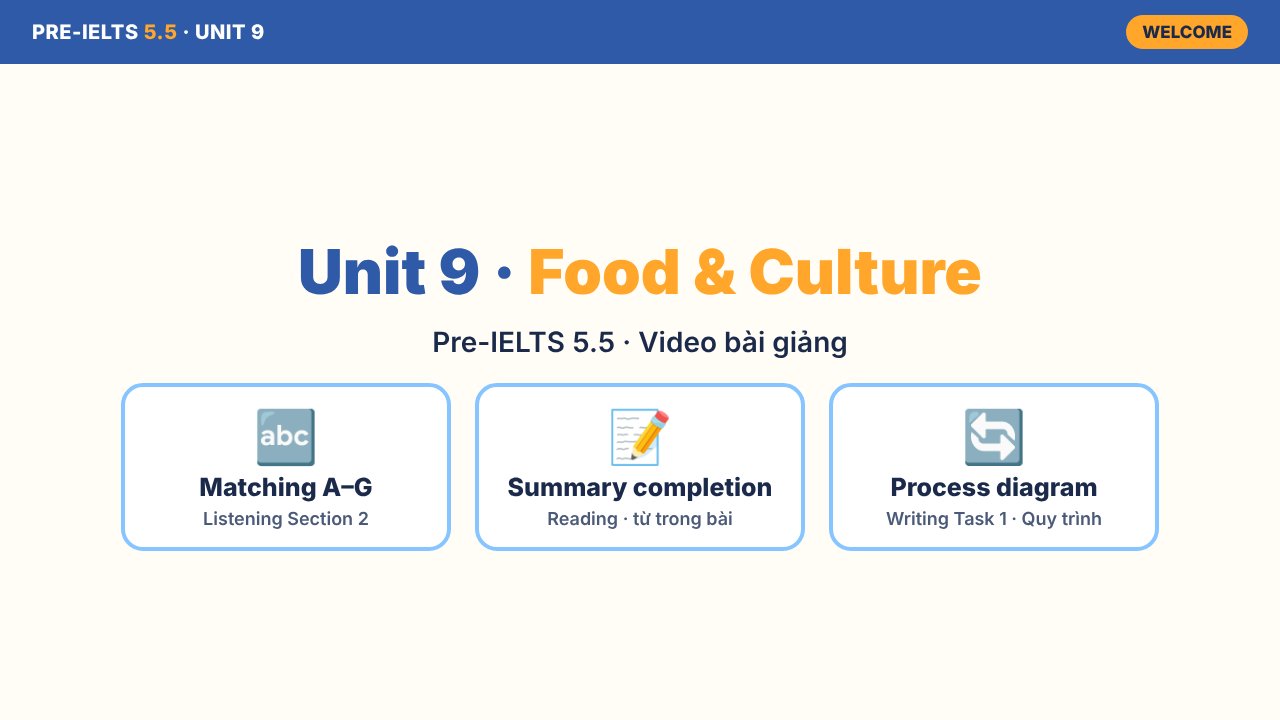 PRE-IELTS 5.5 · UNIT 9
WELCOME
Unit 9 · Food & Culture
Pre-IELTS 5.5 · Video bài giảng
abc
Matching A–G
Listening Section 2
Summary completion
Reading · từ trong bài
Process diagram
Writing Task 1 · Quy trình